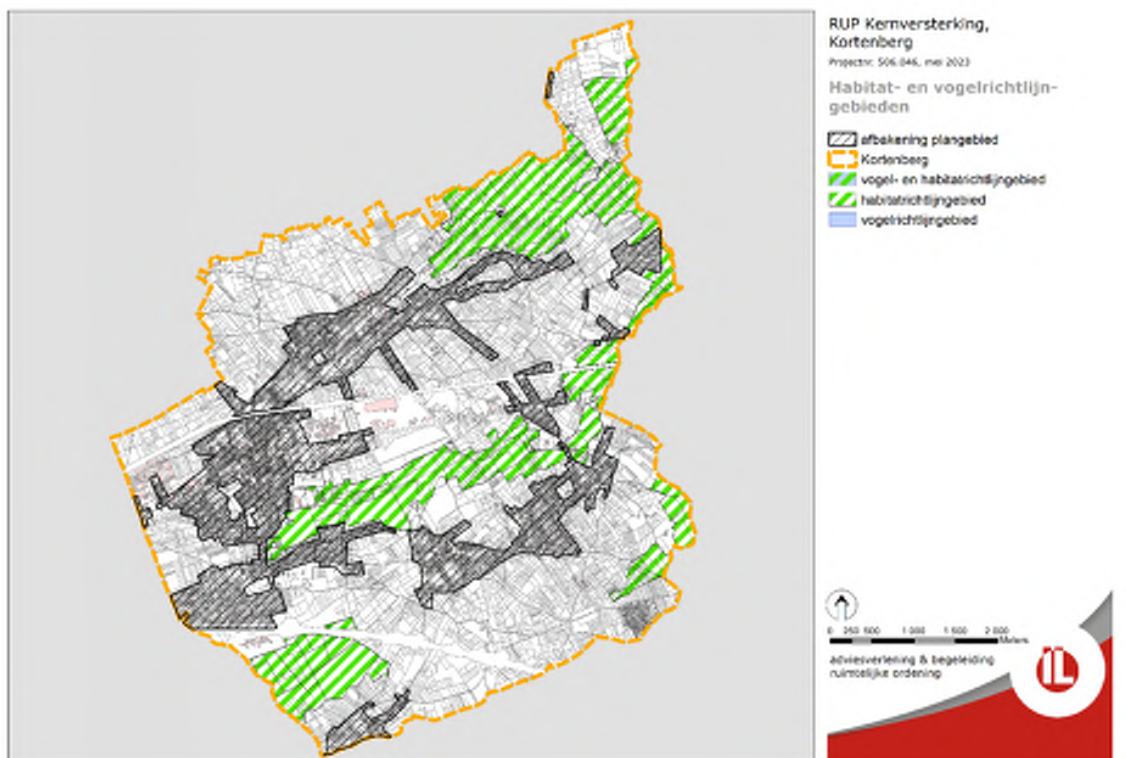 RUP Kernversterking,
Kortenberg
Projectnr: 506.046, mei 2023
Habitat- en vogelrichtlijn-
gebieden
afbakening plangebied
Kortenberg
vogel- en habitatrichtlijngebied
habitatrichtlijngebied
vogelrichtlijngebied
0 250 500 1 000 1 500 2 000
Meters
adviesverlening & begeleiding
ruimtelijke ordening
IL